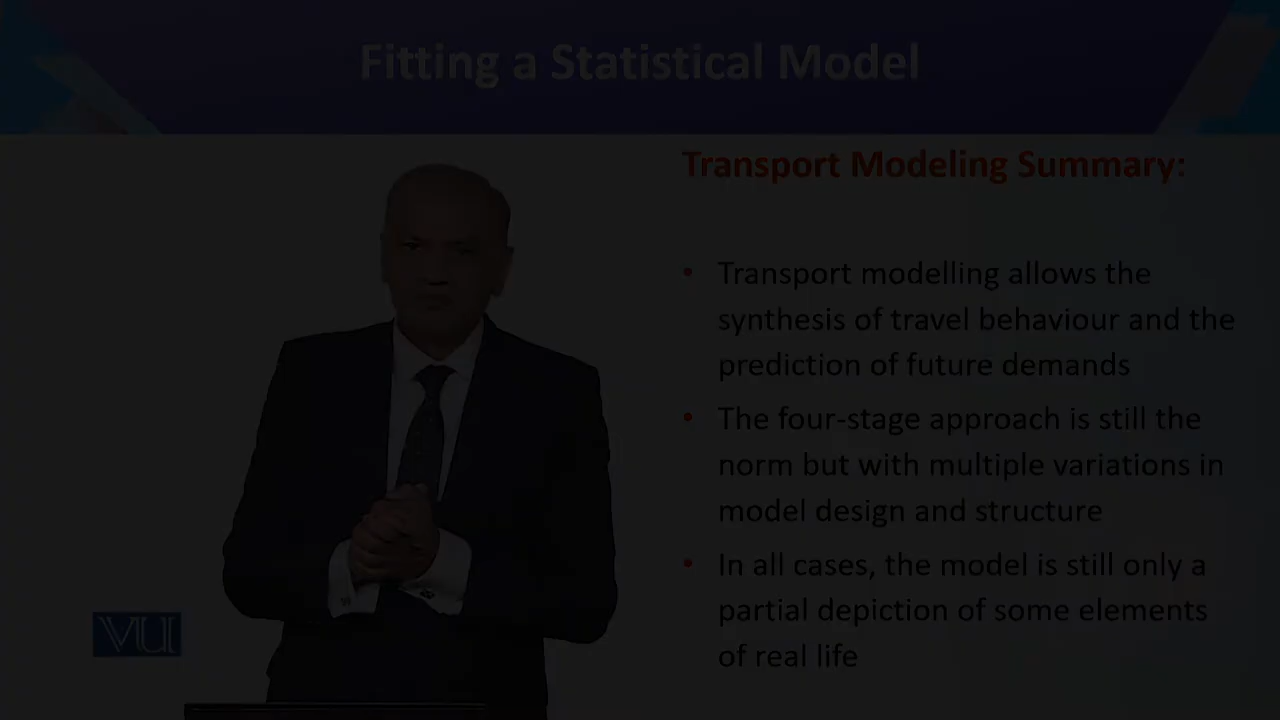 Fitting a Statistical Model
Transport Modeling Summary:
• Transport modelling allows the
synthesis of travel behaviour and the
prediction of future demands
• The four-stage approach is still the
norm but with multiple variations in
model design and structure
• In all cases, the model is still only a
partial depiction of some elements
of real life
VU